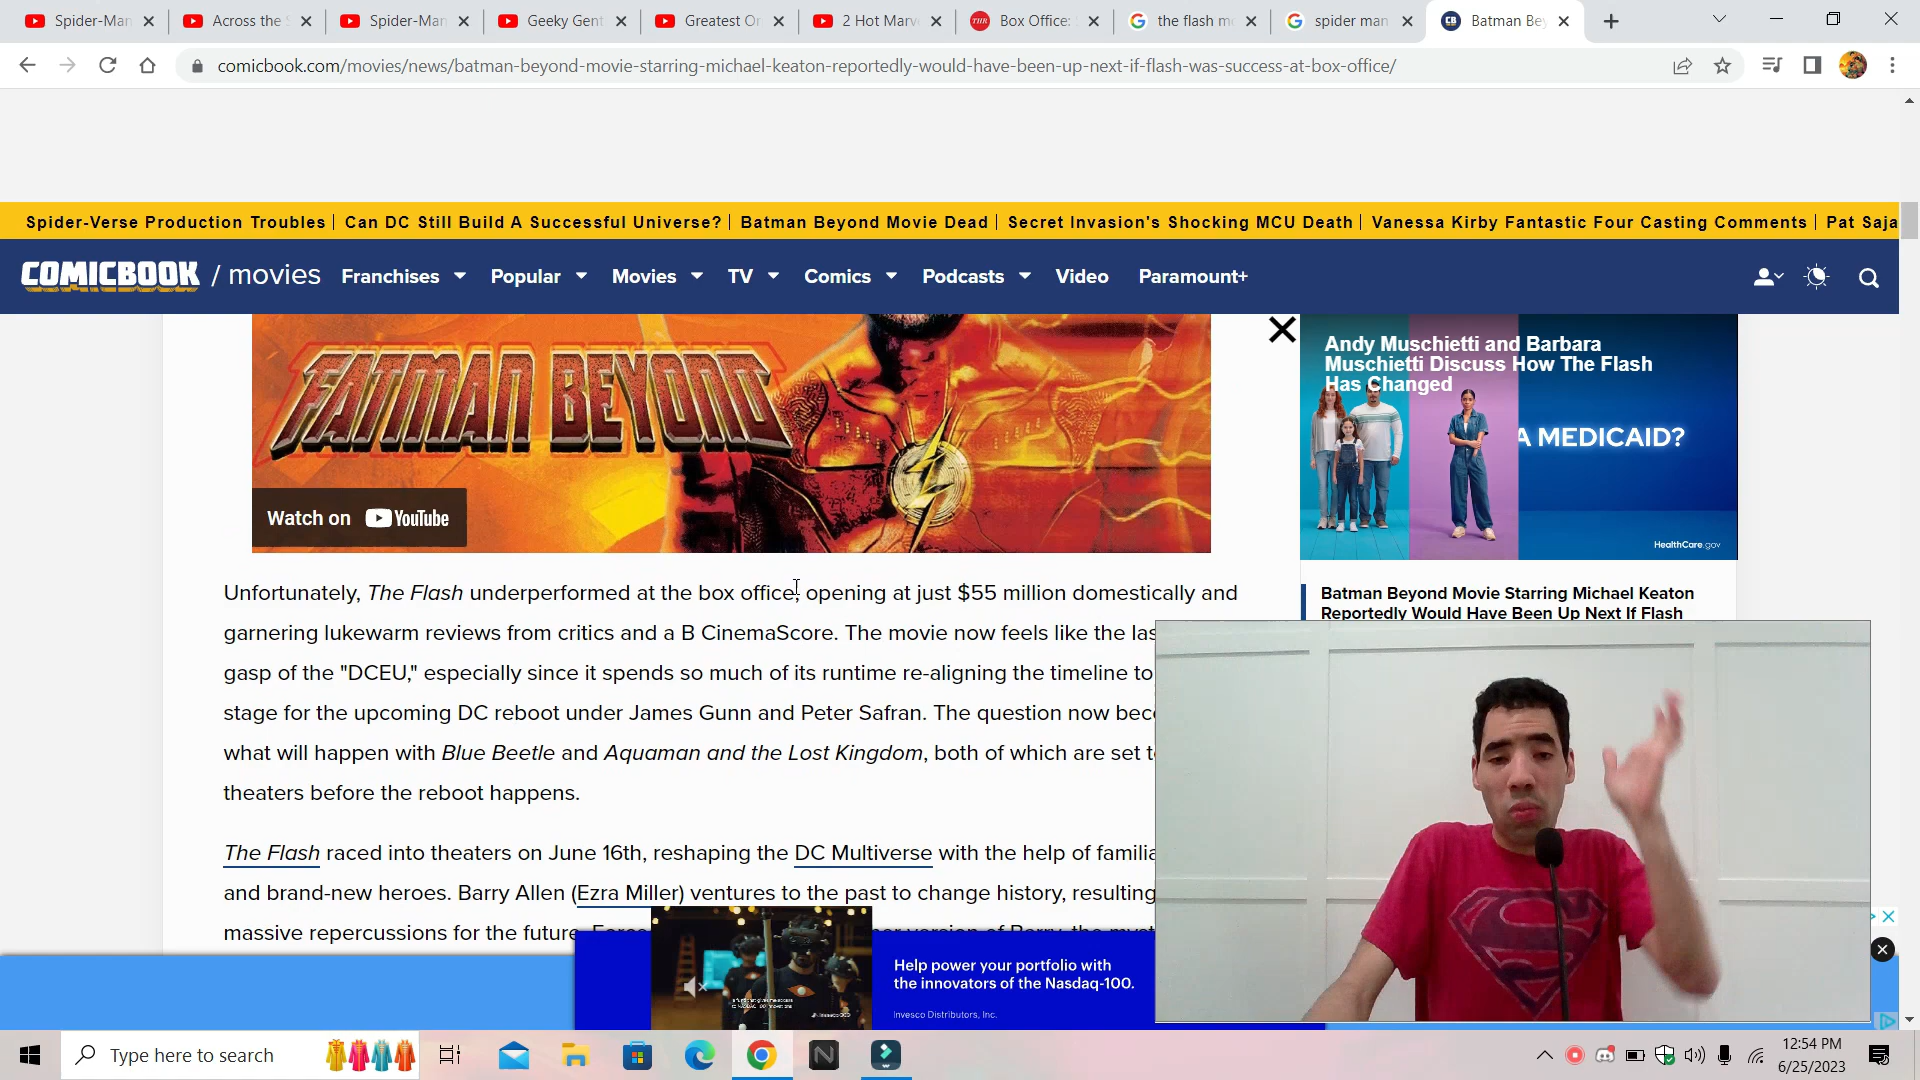 Spider-Man
Across the S
Spider-Man
Geeky Gent
Greatest Or
2 Hot Marve
Box Office:
the flash mo
spider man
Batman Bey
comicbook.com/movies/news/batman-beyond-movie-starring-michael-keaton-reportedly-would-have-been-up-next-if-flash-was-success-at-box-office/
Spider-Verse Production Troubles | Can DC Still Build A Successful Universe? | Batman Beyond Movie Dead | Secret Invasion's Shocking MCU Death | Vanessa Kirby Fantastic Four Casting Comments | Pat Saja
COMICBOOK / movies Franchises Popular Movies TV Comics Podcasts Video Paramount+
FATMAN BEYOND
Watch on YouTube
Andy Muschietti and Barbara
Muschietti Discuss How The Flash
Has Changed
A MEDICAID?
HealthCare.gov
Batman Beyond Movie Starring Michael Keaton
Reportedly Would Have Been Up Next If Flash
Unfortunately, The Flash underperformed at the box office, opening at just $55 million domestically and
garnering lukewarm reviews from critics and a B CinemaScore. The movie now feels like the las
gasp of the "DCEU," especially since it spends so much of its runtime re-aligning the timeline to
stage for the upcoming DC reboot under James Gunn and Peter Safran. The question now bec
what will happen with Blue Beetle and Aquaman and the Lost Kingdom, both of which are set t
theaters before the reboot happens.
The Flash raced into theaters on June 16th, reshaping the DC Multiverse with the help of familia
and brand-new heroes. Barry Allen (Ezra Miller) ventures to the past to change history, resulting
massive repercussions for the future.
Help power your portfolio with
the innovators of the Nasdaq-100.
Invesco Distributors, Inc.
Type here to search
12:54 PM
6/25/2023